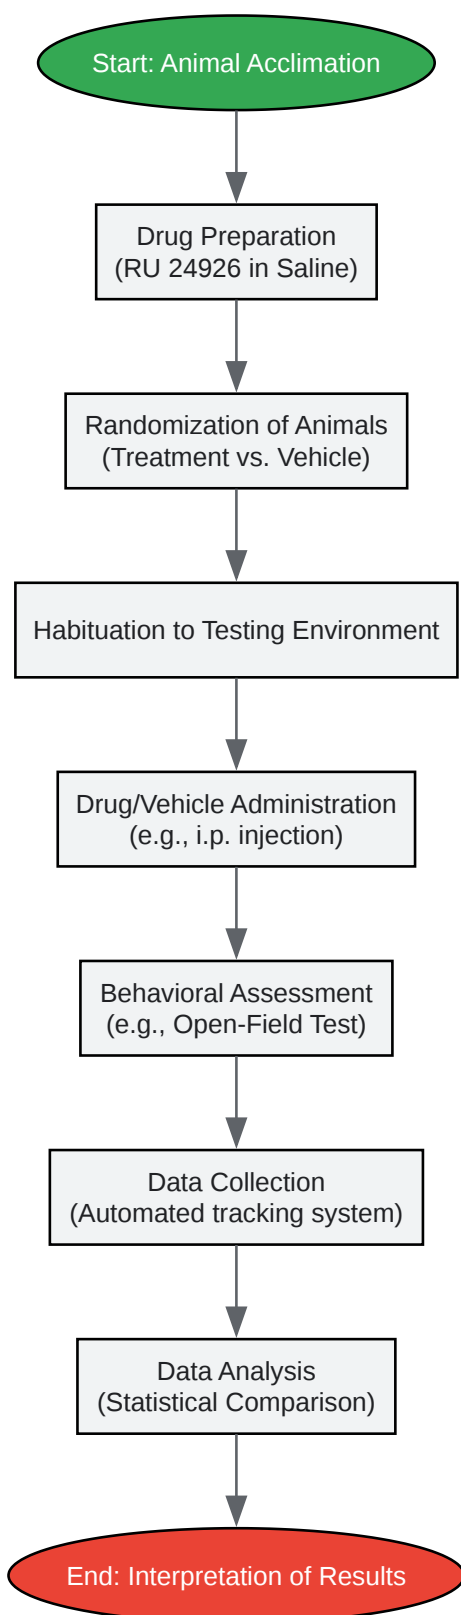 Start: Animal Acclimation
Drug Preparation
(RU 24926 in Saline)
Randomization of Animals
(Treatment vs. Vehicle)
Habituation to Testing Environment
Drug/Vehicle Administration
(e.g., i.p. injection)
Behavioral Assessment
(e.g., Open-Field Test)
Data Collection
(Automated tracking system)
Data Analysis
(Statistical Comparison)
End: Interpretation of Results